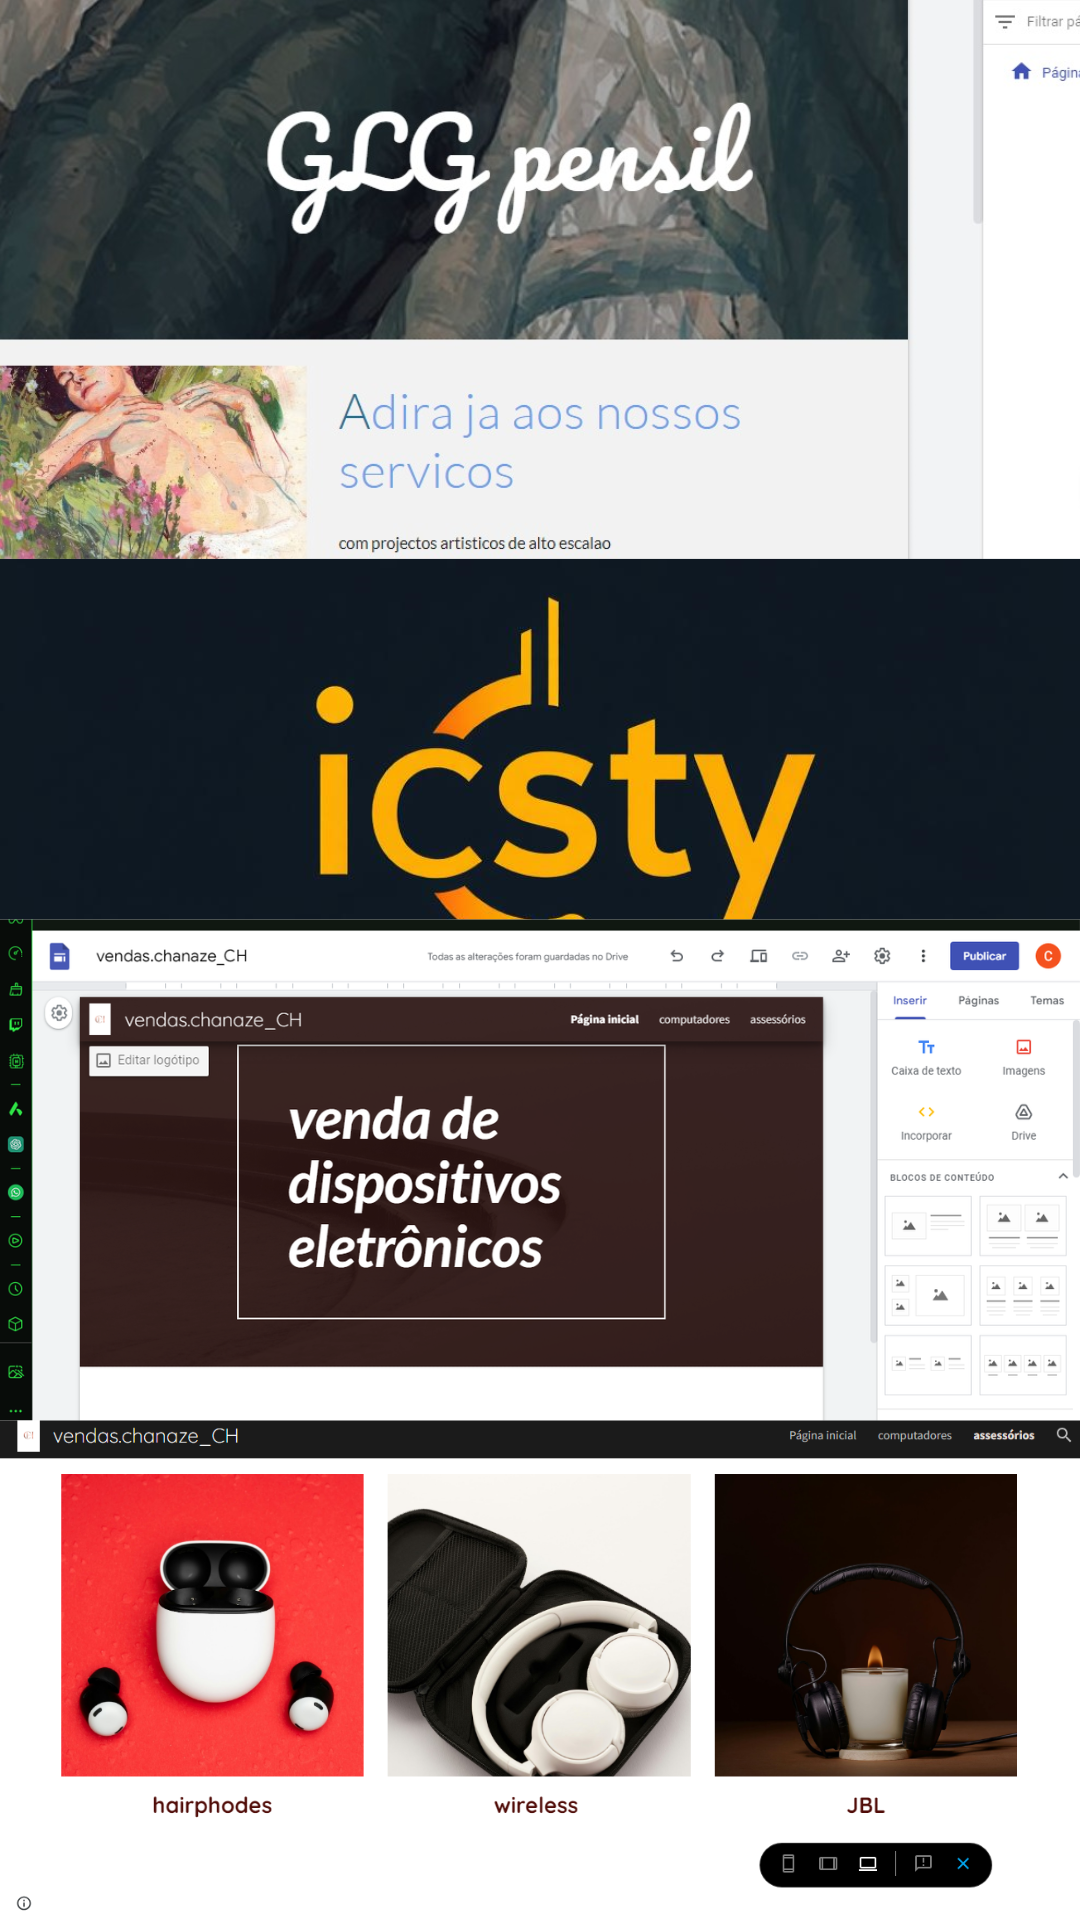 Filtrar pá
Págin
GLG pensil
Adira ja aos nossos
servicos
com projectos artisticos de alto escalao
icsty
vendas.chanaze_CH
Todas as alterações foram guardadas no Drive
Publicar
C
vendas.chanaze_CH
Página inicial
computadores
assessórios
Editar logótipo
venda de
dispositivos
eletrônicos
Inserir
Páginas
Temas
Caixa de texto
Imagens
Incorporar
Drive
BLOCOS DE CONTEÚDO
vendas.chanaze_CH
Página inicial
computadores
assessórios
hairphodes
wireless
JBL